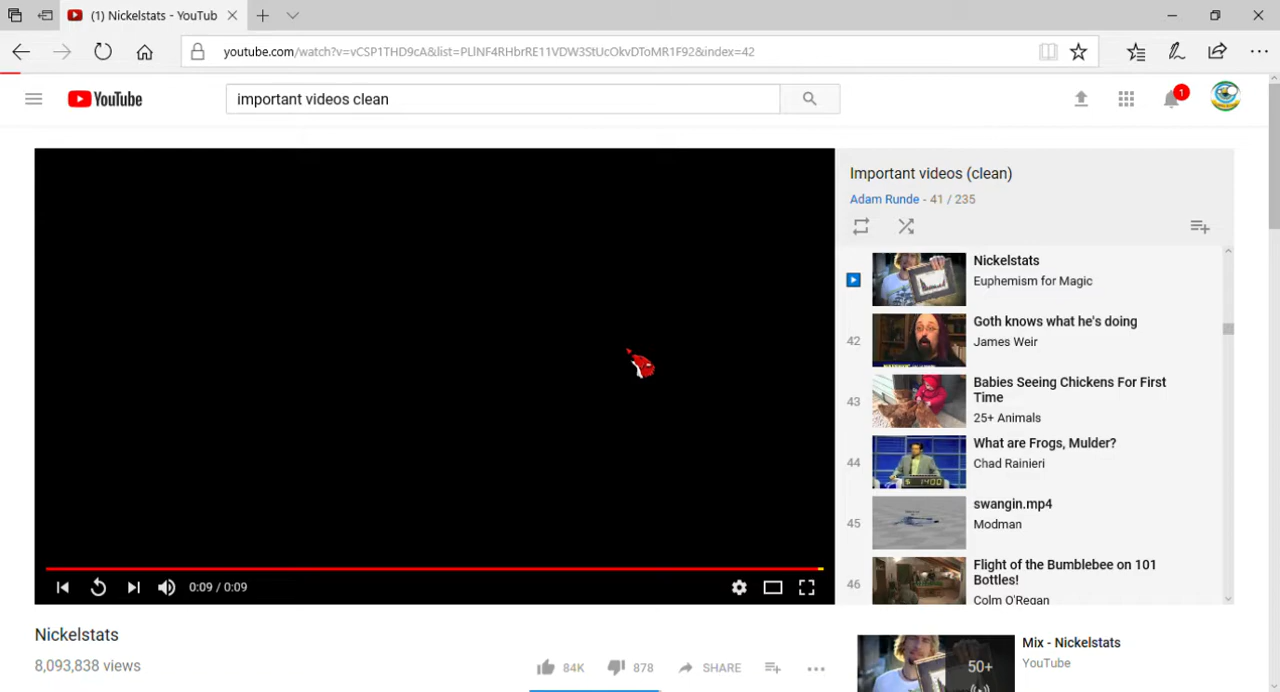 (1) Nickelstats - YouTub
youtube.com/watch?v=vCSP1THD9cA&list=PLINF4RHbrRE11VDW3StUcOkvDToMR1F92&index=42
YouTube
important videos clean
1
Important videos (clean)
Adam Runde - 41 / 235
Nickelstats
Euphemism for Magic
42
Goth knows what he's doing
James Weir
43
Babies Seeing Chickens For First
Time
25+ Animals
44
What are Frogs, Mulder?
Chad Rainieri
$ 1400
45
swangin.mp4
Modman
46
Flight of the Bumblebee on 101
Bottles!
Colm O'Regan
0:09 / 0:09
Nickelstats
8,093,838 views
84K
878
SHARE
50+
Mix - Nickelstats
YouTube